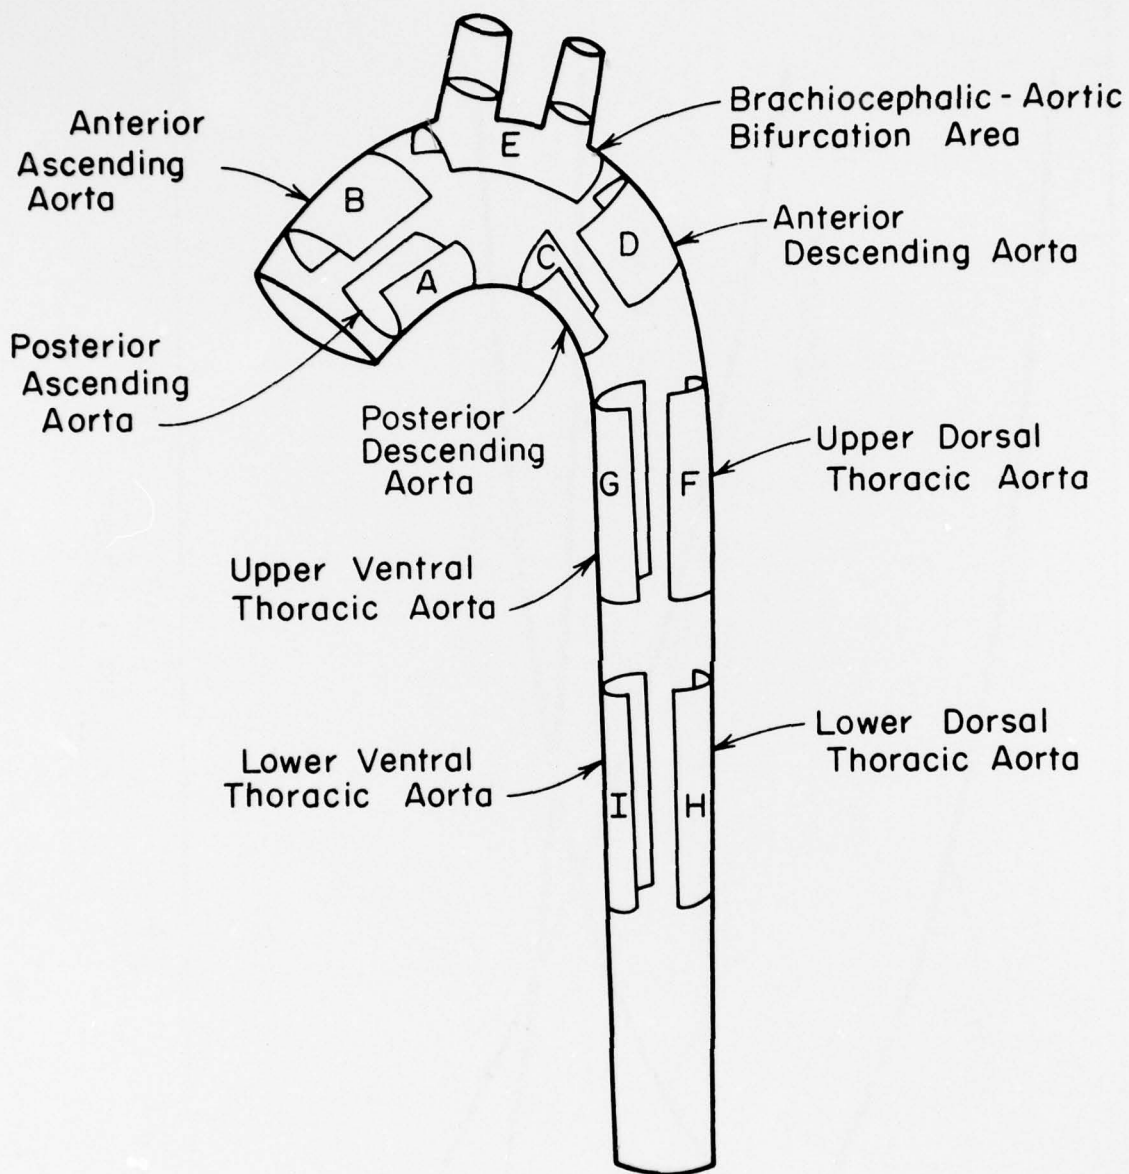 Brachiocephalic - Aortic
Bifurcation Area
Anterior
Ascending
Aorta
E
B
Anterior
Descending Aorta
D
C
A
Posterior
Ascending
Aorta
Posterior
Descending
Aorta
Upper Dorsal
Thoracic Aorta
G
F
Upper Ventral
Thoracic Aorta
Lower Dorsal
Thoracic Aorta
Lower Ventral
Thoracic Aorta
I
H